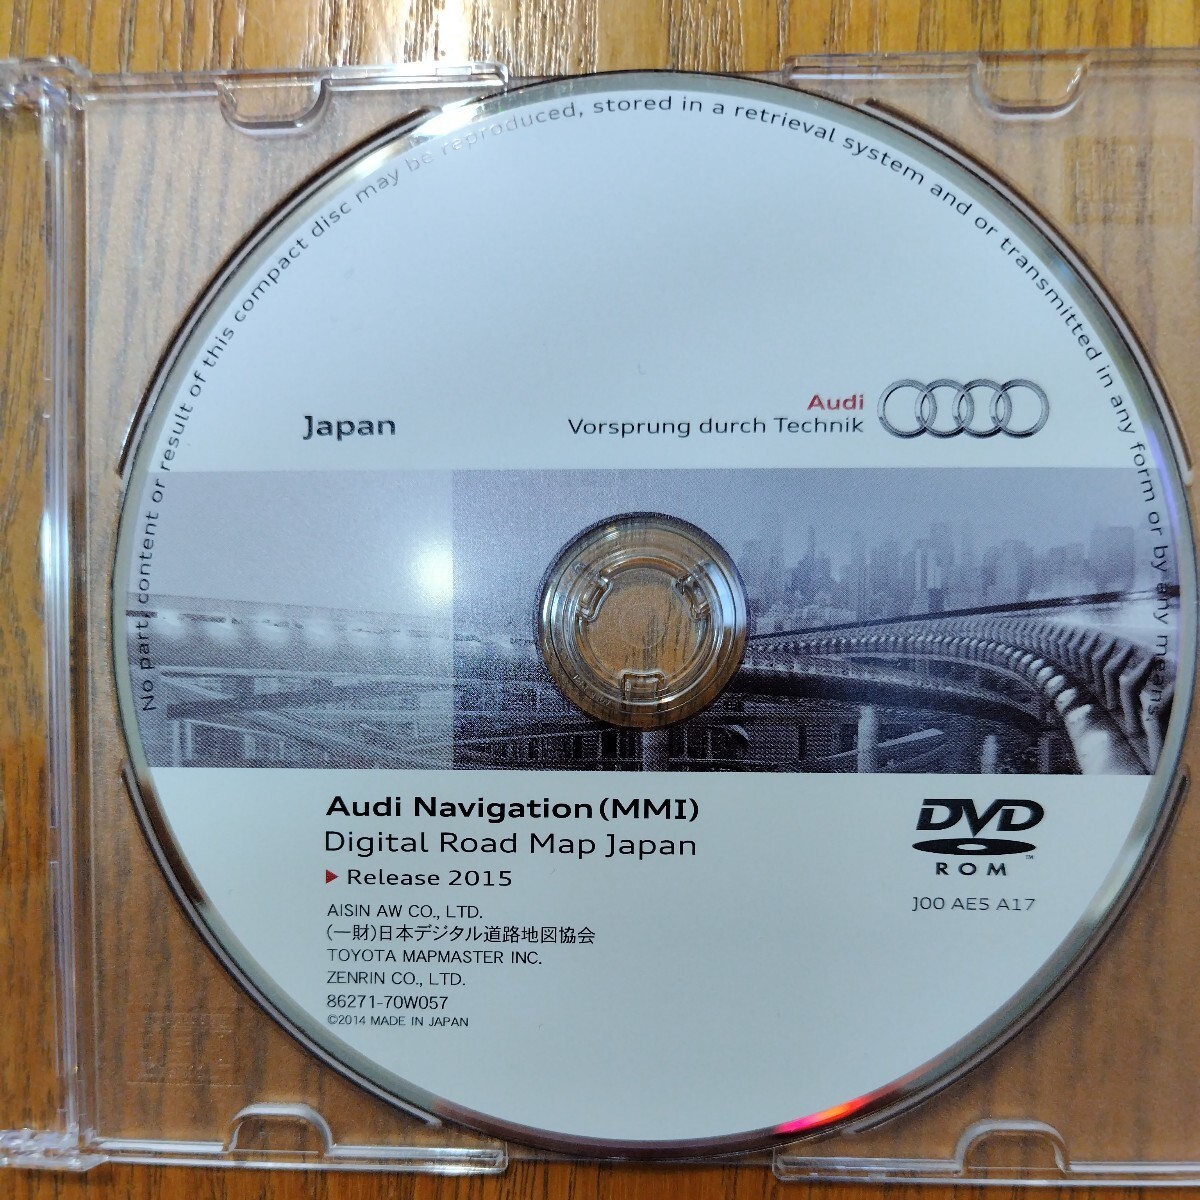 No part, content or result of this compact disc may be reproduced, stored in a retrieval system and or transmitted in any form or by any means.
Japan
Audi
Vorsprung durch Technik
Audi Navigation (MMI)
Digital Road Map Japan
Release 2015
DVD
ROM
J00 AE5 A17
AISIN AW CO., LTD.
(一財)日本デジタル道路地図協会
TOYOTA MAPMASTER INC.
ZENRIN CO., LTD.
86271-70W057
©2014 MADE IN JAPAN